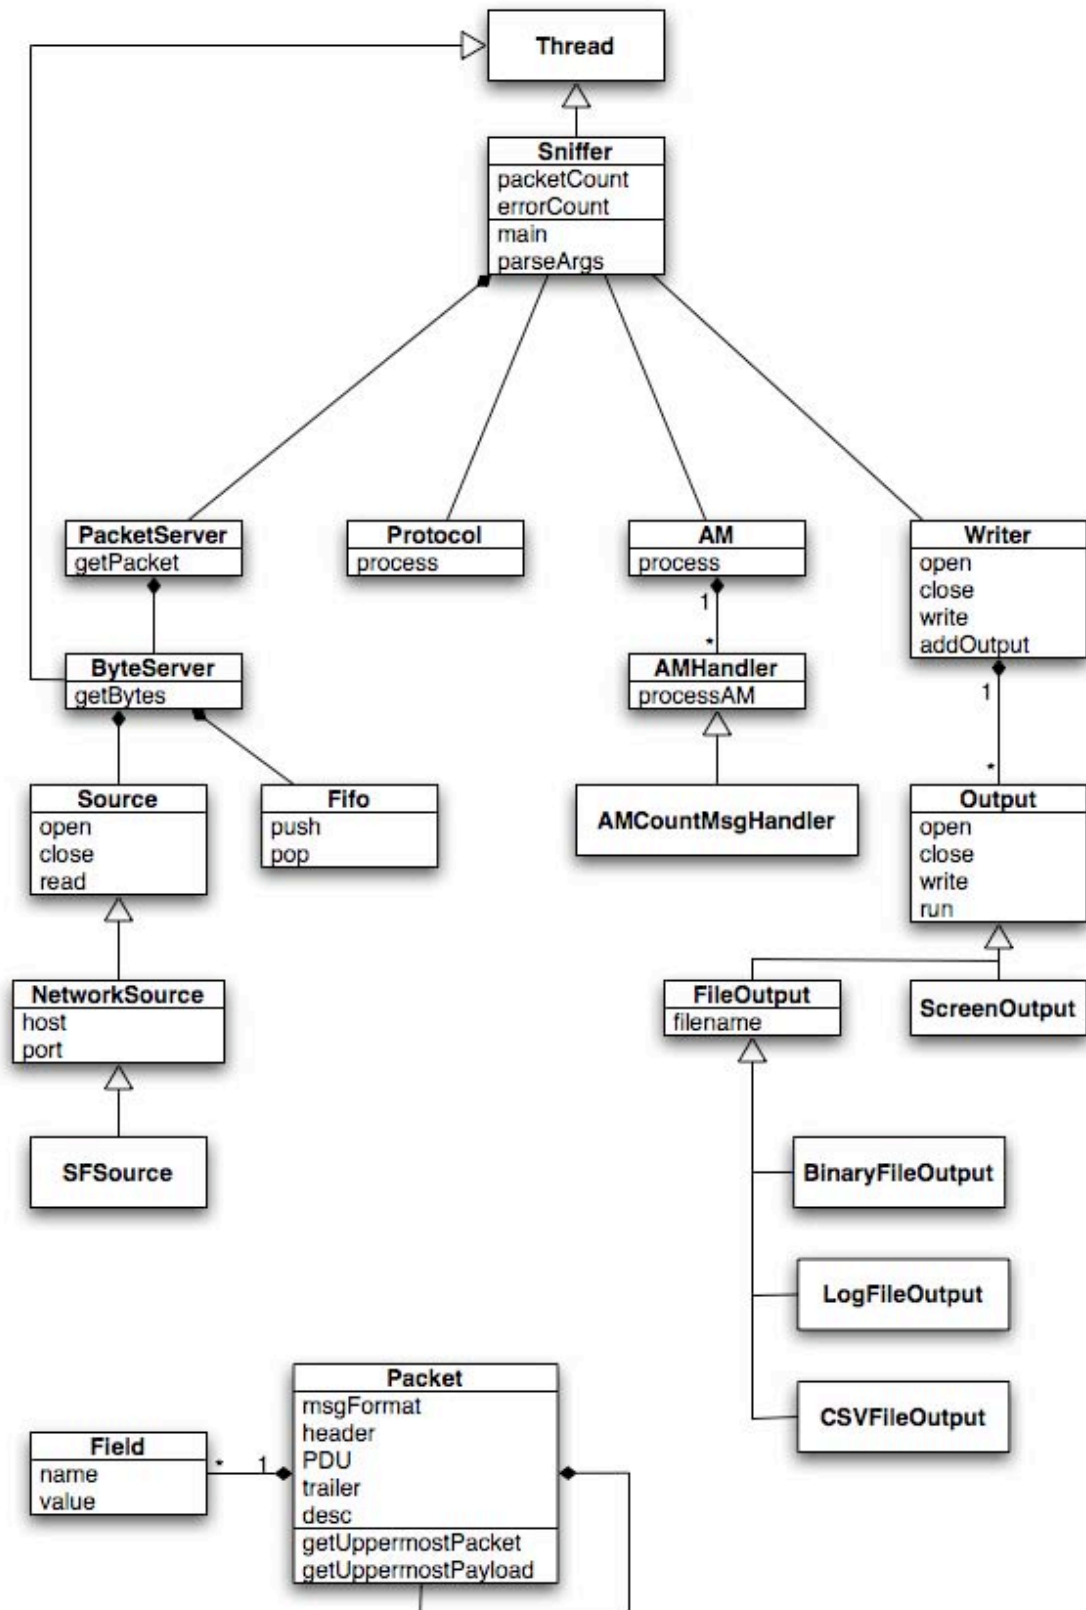 Thread
Sniffer
packetCount
errorCount
main
parseArgs
PacketServer
getPacket
Protocol
process
AM
process
1
*
Writer
open
close
write
addOutput
1
*
ByteServer
getBytes
AMHandler
processAM
Source
open
close
read
Fifo
push
pop
AMCountMsgHandler
Output
open
close
write
run
NetworkSource
host
port
FileOutput
filename
ScreenOutput
SFSource
BinaryFileOutput
LogFileOutput
CSVFileOutput
Packet
msgFormat
header
PDU
trailer
desc
getUppermostPacket
getUppermostPayload
Field
name
value
* 1